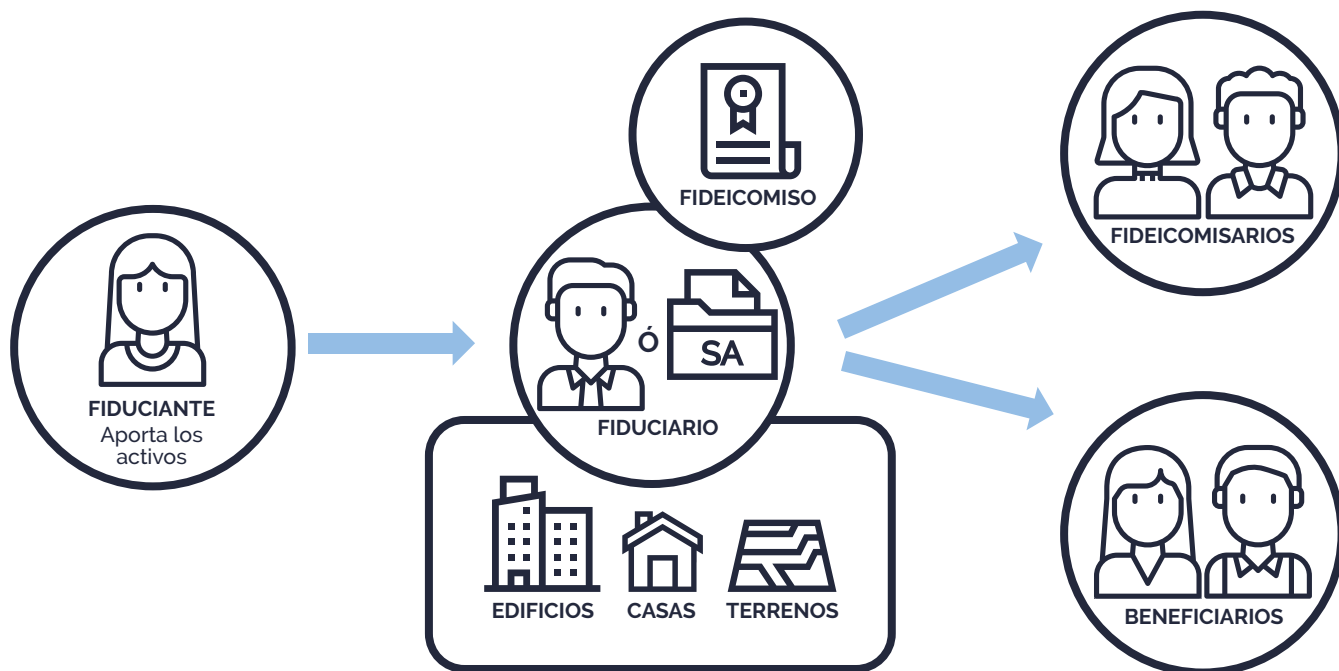 FIDUCIANTE
Aporta los
activos
FIDEICOMISO
Ó
SA
FIDUCIARIO
EDIFICIOS
CASAS
TERRENOS
FIDEICOMISARIOS
BENEFICIARIOS